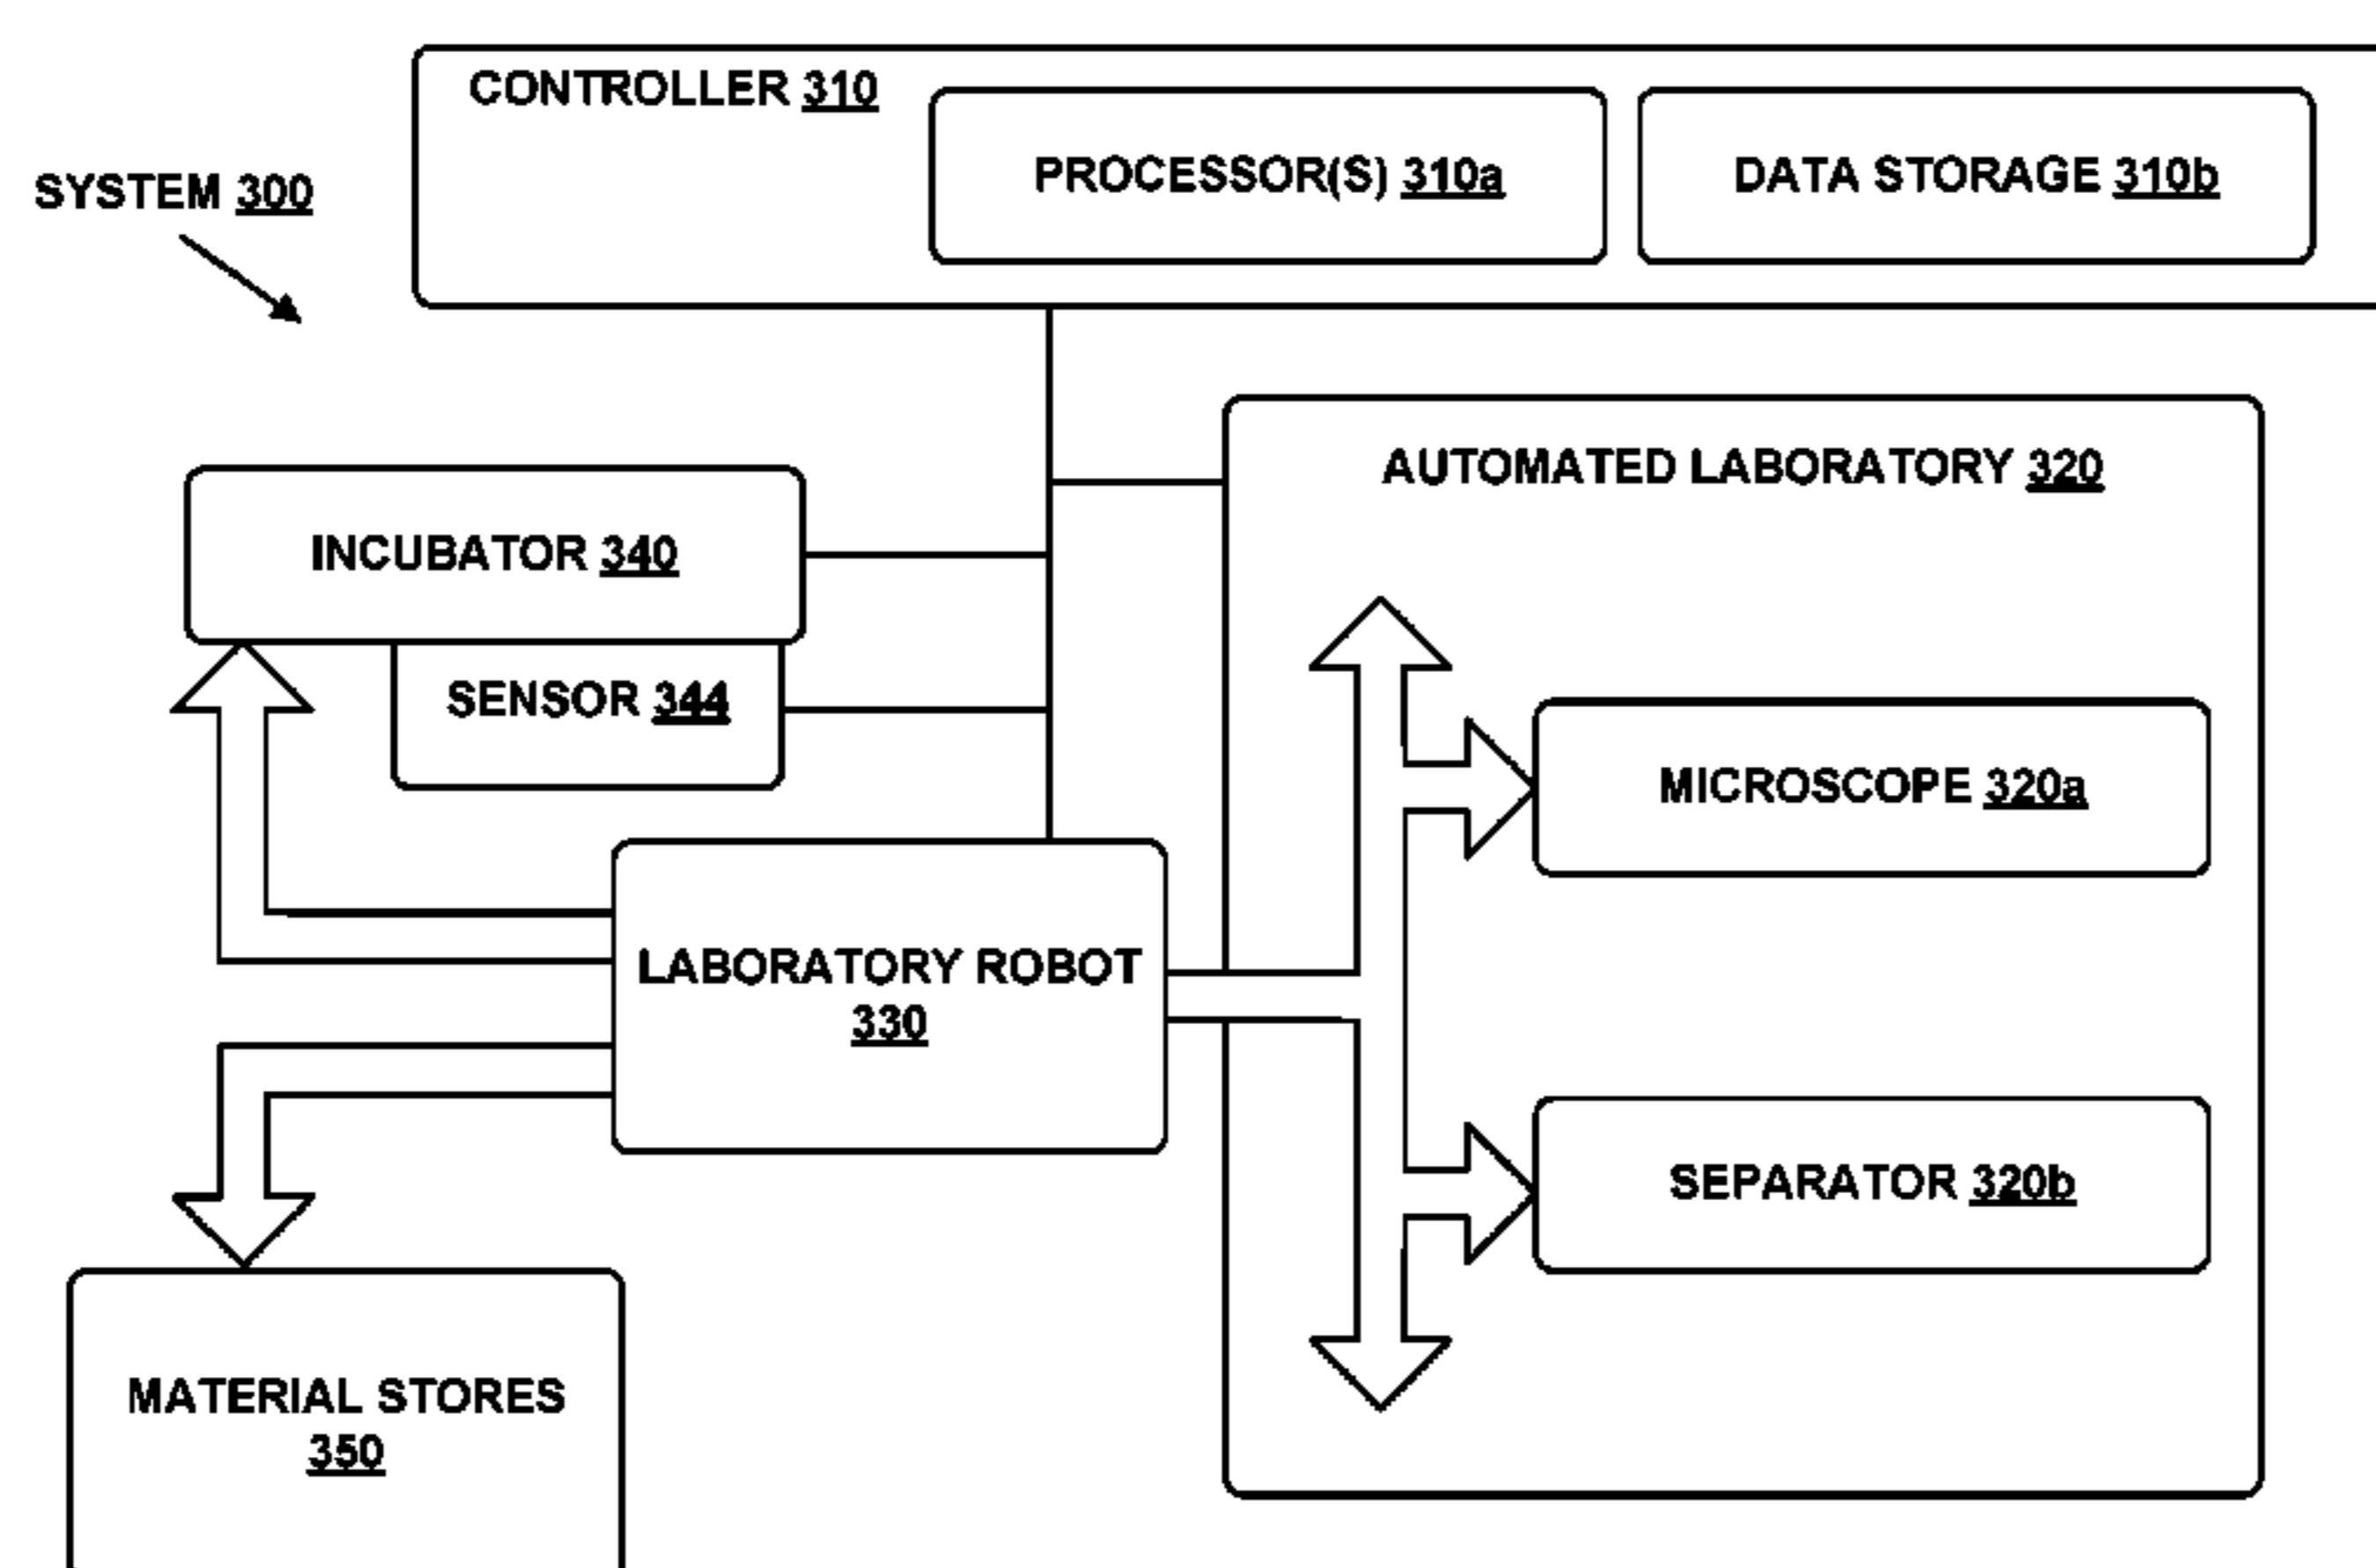 CONTROLLER 310
PROCESSOR(S) 310a
DATA STORAGE 310b
SYSTEM 300
AUTOMATED LABORATORY 320
INCUBATOR 340
SENSOR 344
MICROSCOPE 320a
LABORATORY ROBOT
330
SEPARATOR 320b
MATERIAL STORES
350